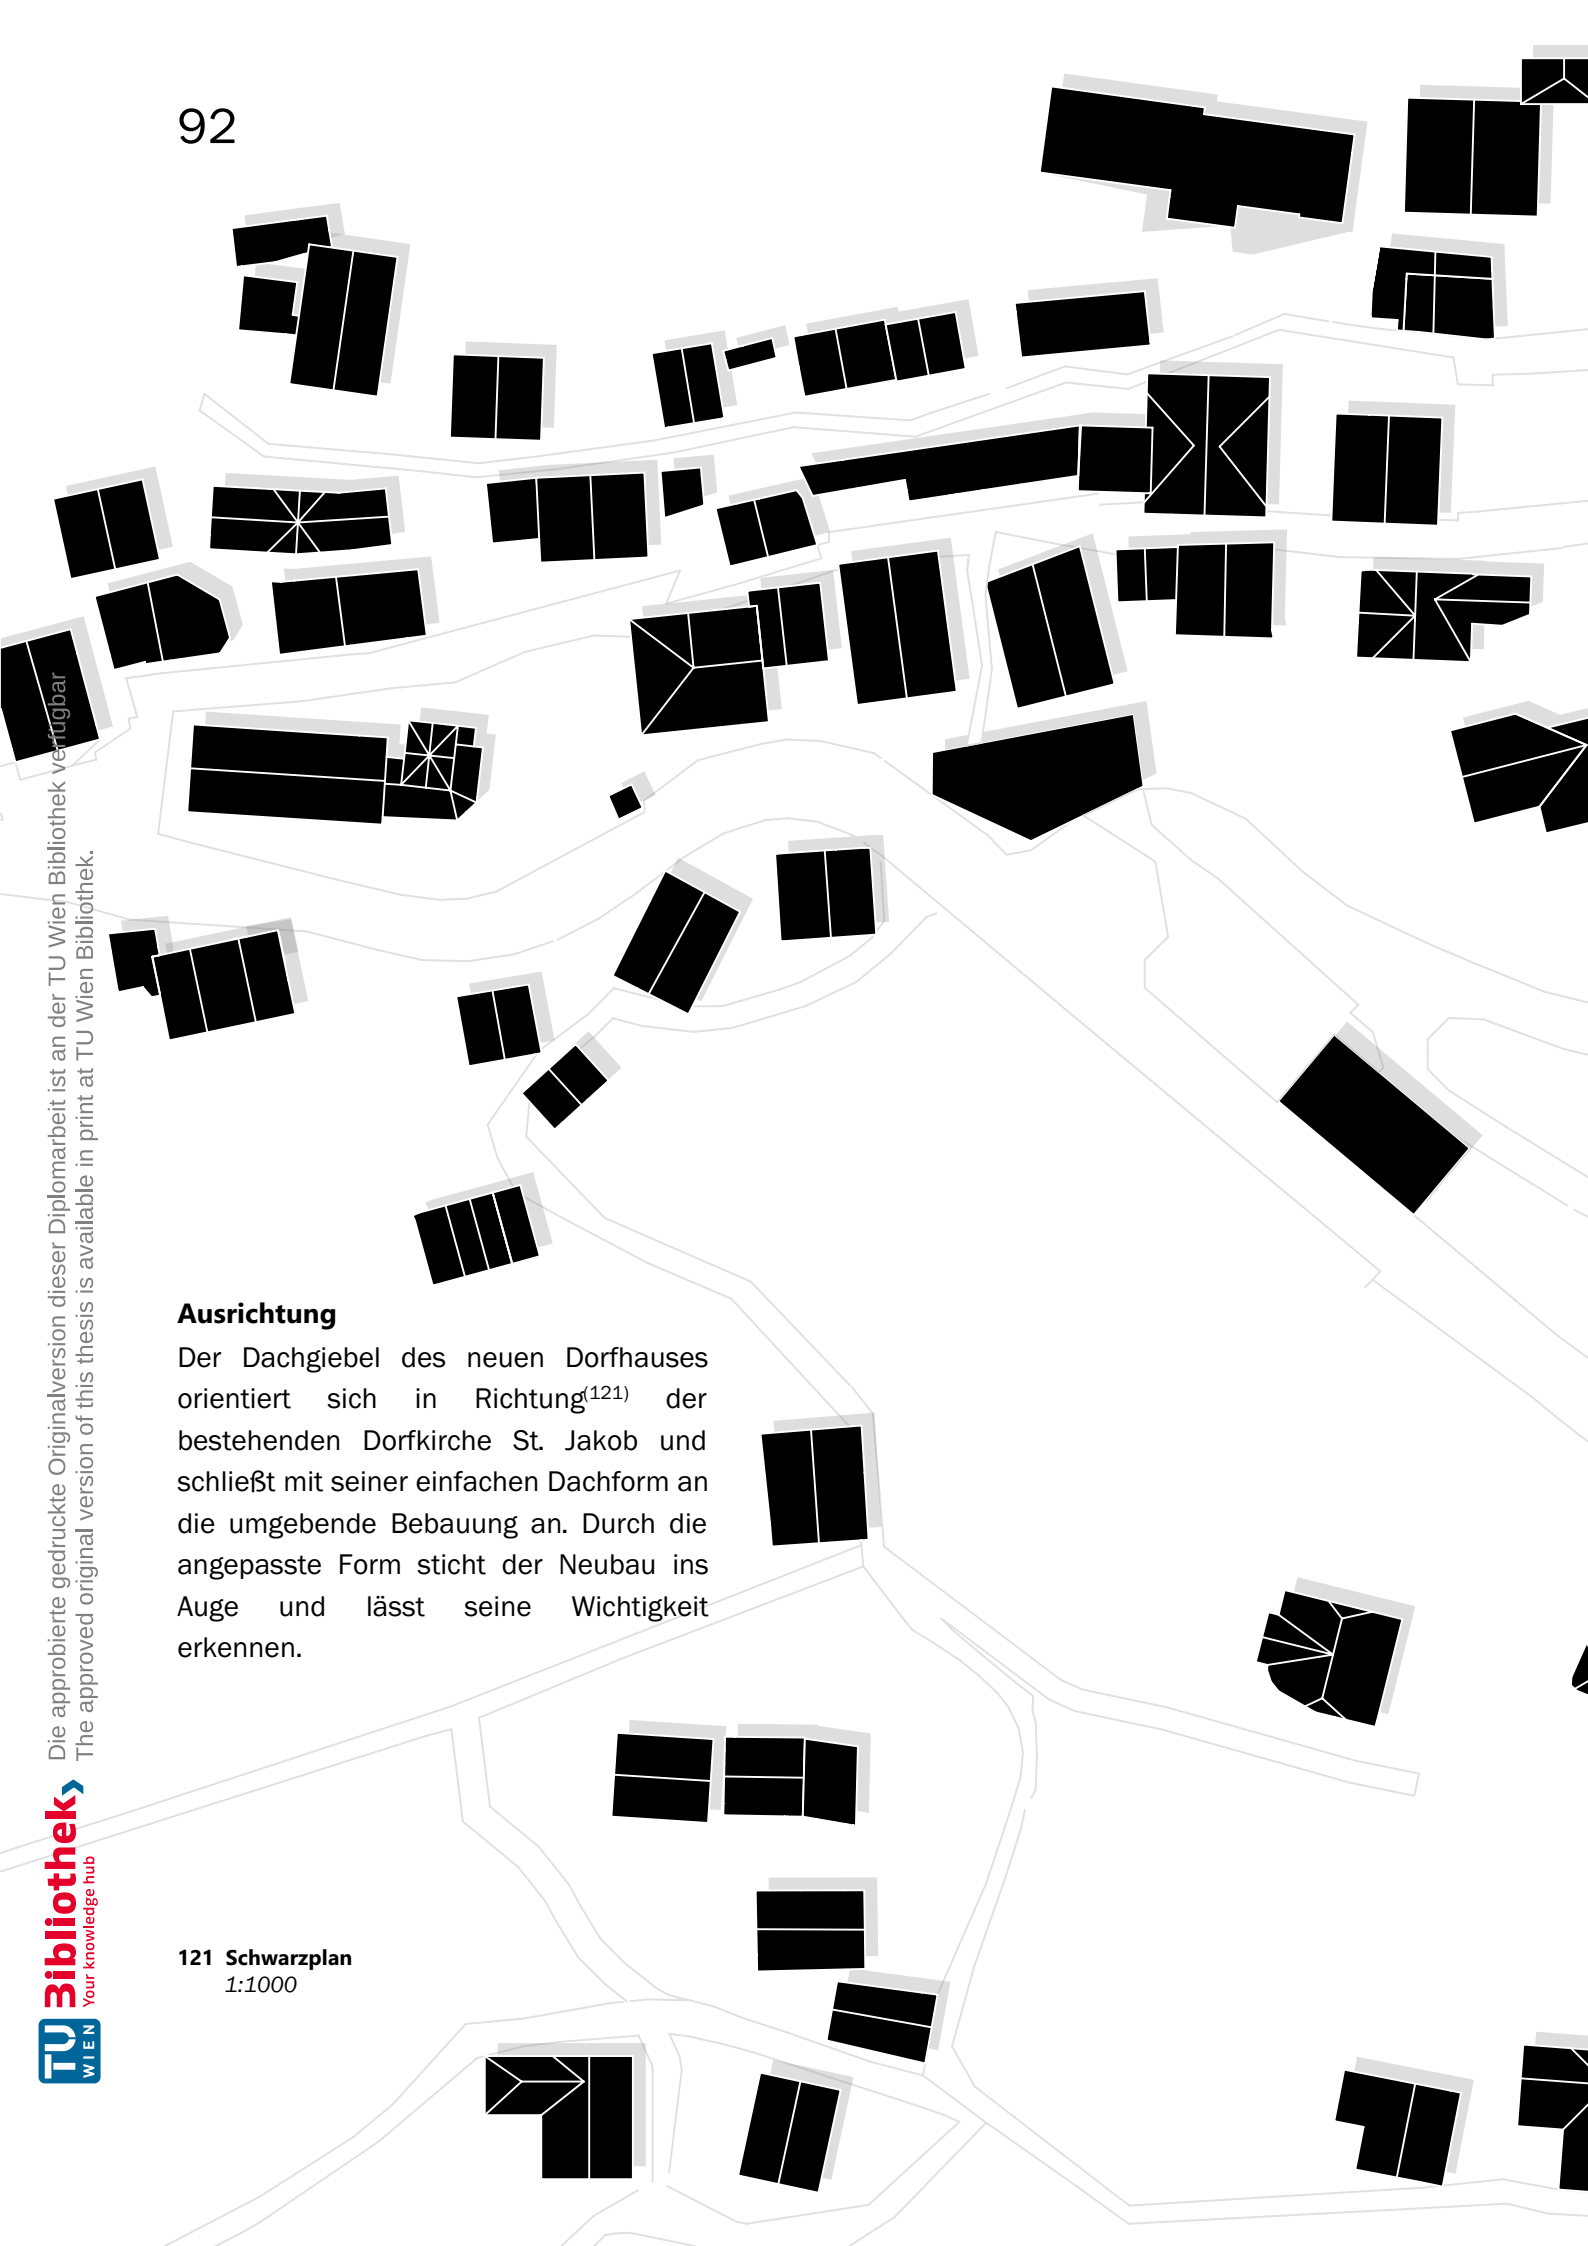 92
Ausrichtung
Der Dachgiebel des neuen Dorfhauses
orientiert sich in Richtung(121) der
bestehenden Dorfkirche St. Jakob und
schließt mit seiner einfachen Dachform an
die umgebende Bebauung an. Durch die
angepasste Form sticht der Neubau ins
Auge und lässt seine Wichtigkeit
erkennen.
121 Schwarzplan
1:1000
Die approbierte gedruckte Originalversion dieser Diplomarbeit ist an der TU Wien Bibliothek verfügbar
The approved original version of this thesis is available in print at TU Wien Bibliothek.
TU WIEN Bibliothek
Your knowledge hub